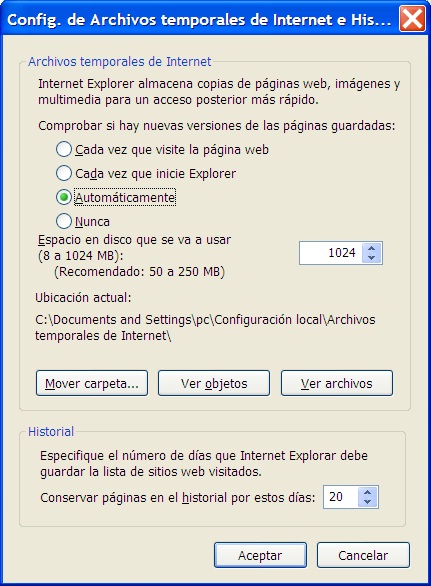 Config. de Archivos temporales de Internet e His...
Archivos temporales de Internet
Internet Explorer almacena copias de páginas web, imágenes y
multimedia para un acceso posterior más rápido.
Comprobar si hay nuevas versiones de las páginas guardadas:
Cada vez que visite la página web
Cada vez que inicie Explorer
Automáticamente
Nunca
Espacio en disco que se va a usar
(8 a 1024 MB):
1024
(Recomendado: 50 a 250 MB)
Ubicación actual:
C:\Documents and Settings\pc\Configuración local\Archivos
temporales de Internet\
Mover carpeta... Ver objetos Ver archivos
Historial
Especifique el número de días que Internet Explorar debe
guardar la lista de sitios web visitados.
Conservar páginas en el historial por estos días: 20
Aceptar Cancelar